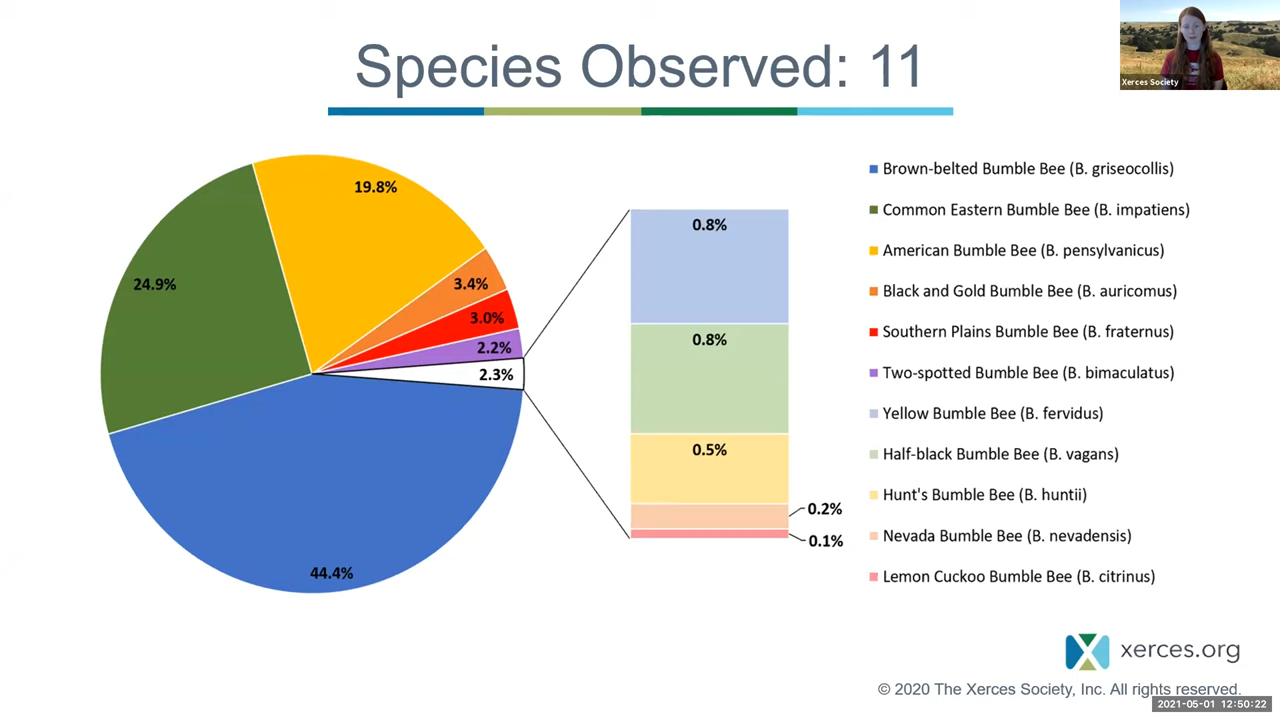 Species Observed: 11
Xerces Society
19.8%
24.9%
3.4%
3.0%
2.2%
2.3%
44.4%
0.8%
0.8%
0.5%
0.2%
0.1%
Brown-belted Bumble Bee (B. griseocollis)
Common Eastern Bumble Bee (B. impatiens)
American Bumble Bee (B. pensylvanicus)
Black and Gold Bumble Bee (B. auricomus)
Southern Plains Bumble Bee (B. fraternus)
Two-spotted Bumble Bee (B. bimaculatus)
Yellow Bumble Bee (B. fervidus)
Half-black Bumble Bee (B. vagans)
Hunt's Bumble Bee (B. huntii)
Nevada Bumble Bee (B. nevadensis)
Lemon Cuckoo Bumble Bee (B. citrinus)
xerces.org
© 2020 The Xerces Society, Inc. All rights reserved.
2021-05-01 12:50:22